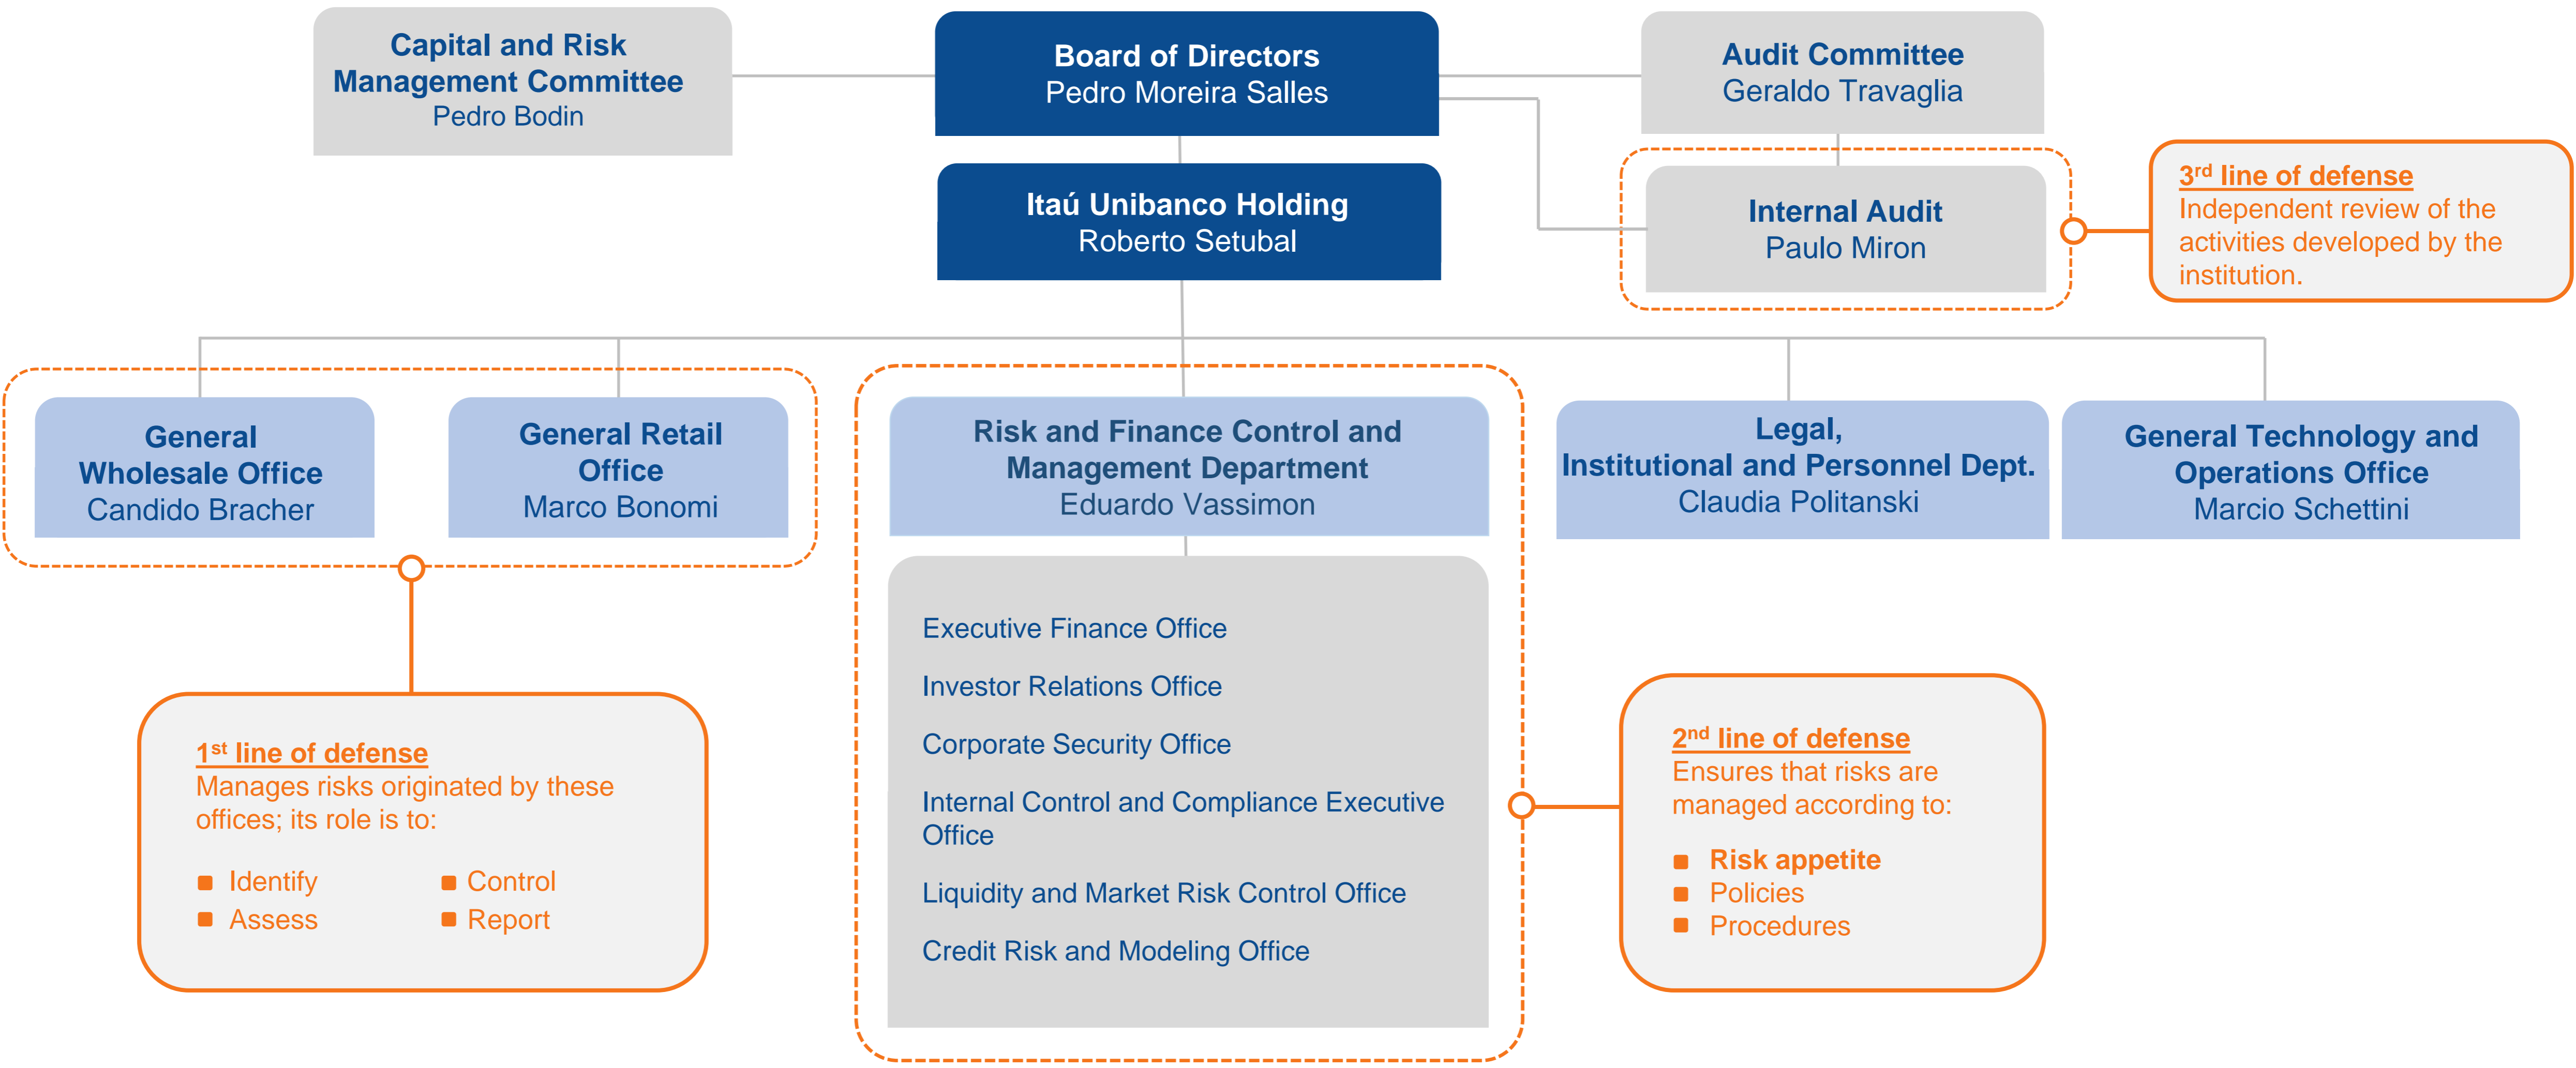 Capital and Risk
Management Committee
Pedro Bodin
Board of Directors
Pedro Moreira Salles
Audit Committee
Geraldo Travaglia
Itaú Unibanco Holding
Roberto Setubal
Internal Audit
Paulo Miron
3rd line of defense
Independent review of the
activities developed by the
institution.
General
Wholesale Office
Candido Bracher
General Retail
Office
Marco Bonomi
Risk and Finance Control and
Management Department
Eduardo Vassimon
Legal,
Institutional and Personnel Dept.
Claudia Politanski
General Technology and
Operations Office
Marcio Schettini
Executive Finance Office
Investor Relations Office
Corporate Security Office
Internal Control and Compliance Executive
Office
Liquidity and Market Risk Control Office
Credit Risk and Modeling Office
1st line of defense
Manages risks originated by these
offices; its role is to:
Identify
Assess
Control
Report
2nd line of defense
Ensures that risks are
managed according to:
Risk appetite
Policies
Procedures